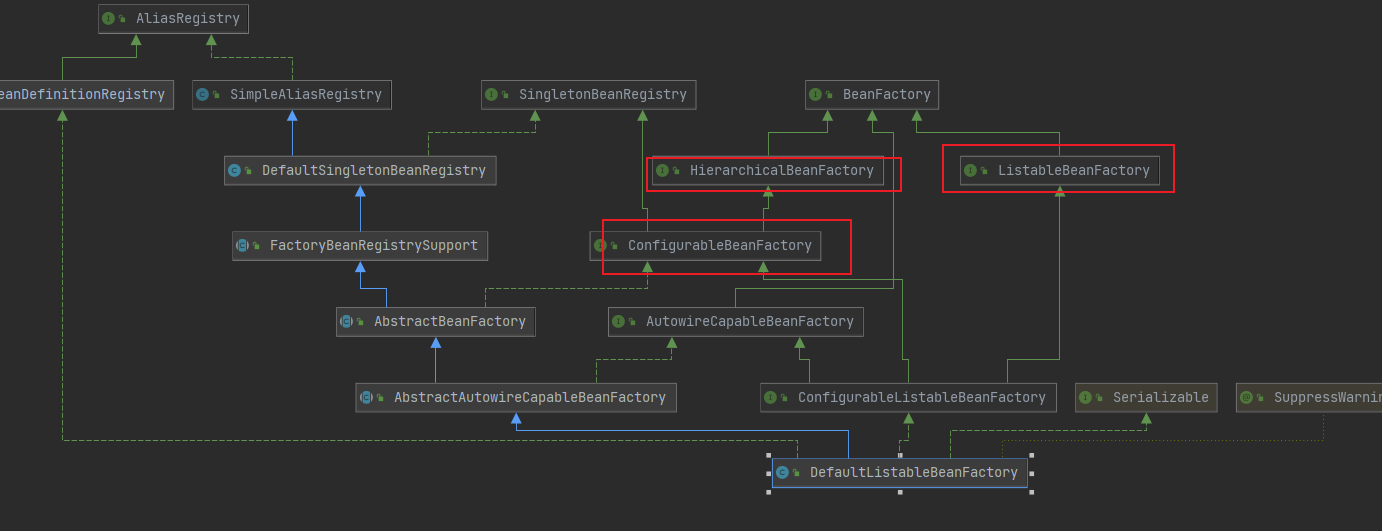 AliasRegistry
eanDefinitionRegistry
SimpleAliasRegistry
SingletonBeanRegistry
BeanFactory
DefaultSingletonBeanRegistry
HierarchicalBeanFactory
ListableBeanFactory
FactoryBeanRegistrySupport
ConfigurableBeanFactory
AbstractBeanFactory
AutowireCapableBeanFactory
AbstractAutowireCapableBeanFactory
ConfigurableListableBeanFactory
Serializable
SuppressWarnin
DefaultListableBeanFactory